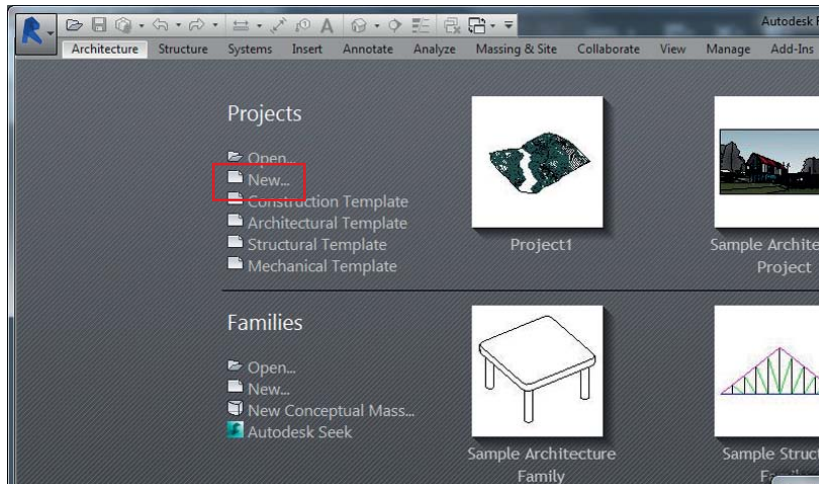 Autodesk
Architecture Structure Systems Insert Annotate Analyze Massing & Site Collaborate View Manage Add-Ins
Projects
Open...
New...
Construction Template
Architectural Template
Structural Template
Mechanical Template
Project1
Sample
Project
Families
Open...
New...
New Conceptual Mass...
Autodesk Seek
Sample Architecture
Family
Sample